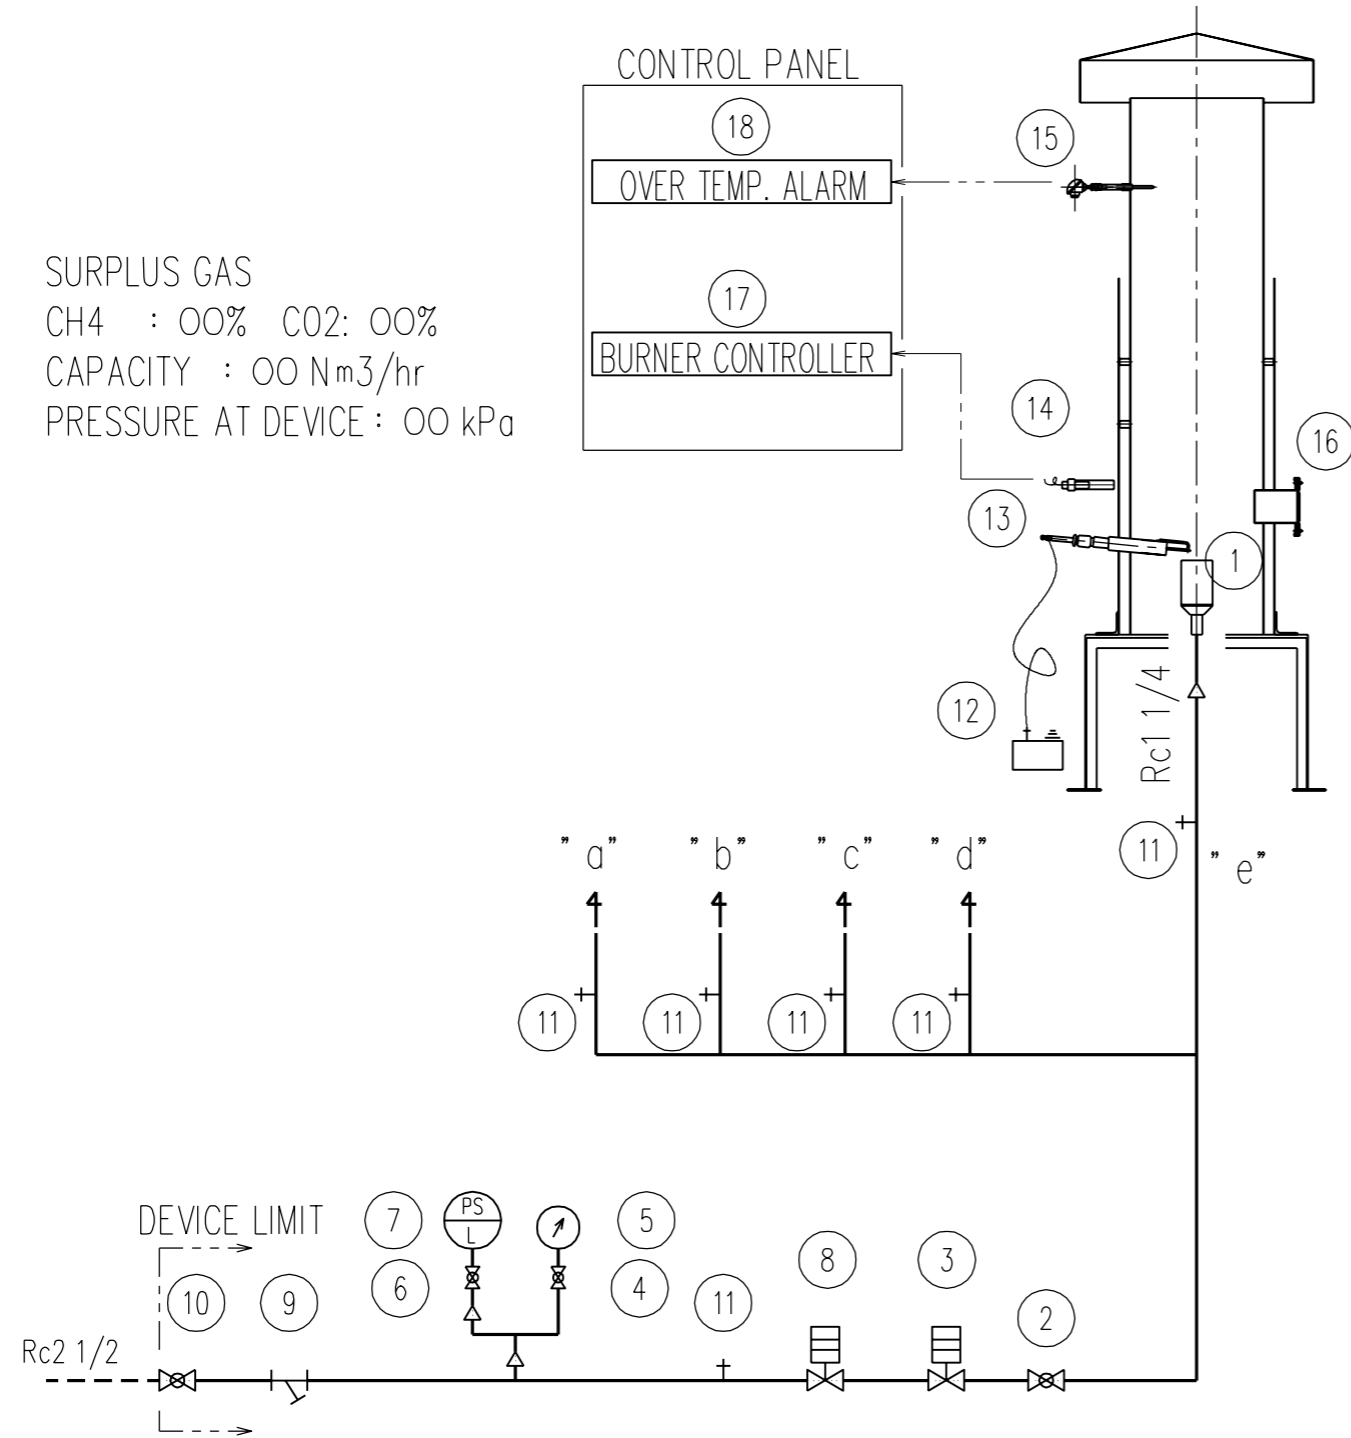 CONTROL PANEL
18
OVER TEMP. ALARM
15
SURPLUS GAS
CH4 : OO% CO2: OO%
CAPACITY : OO Nm3/hr
PRESSURE AT DEVICE : OO kPa
17
BURNER CONTROLLER
14
16
13
1
12
Rc1 1/4
11
"a" "b" "c" "d" "e"
11 11 11 11
DEVICE LIMIT
7
PS
L
5
6
4
8
3
10
9
11
2
Rc2 1/2